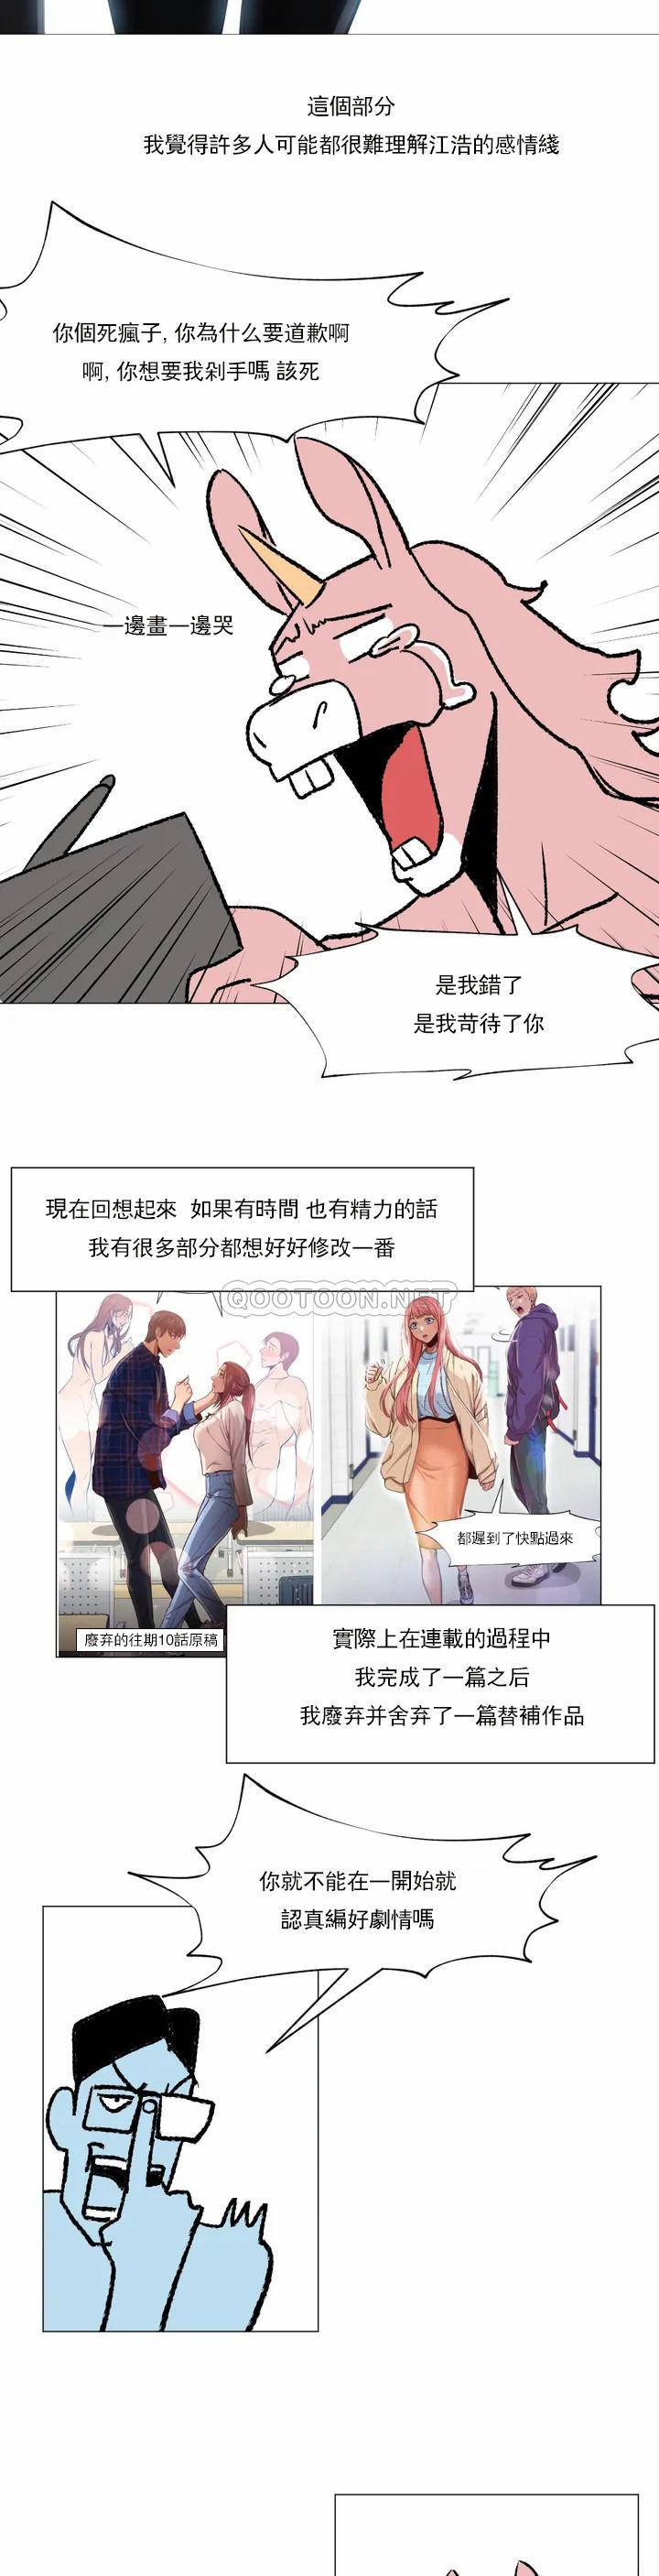 這個部分
我覺得許多人可能都很難理解江浩的感情綫
你個死瘋子, 你為什么要道歉啊
啊, 你想要我剁手嗎 該死
一邊畫一邊哭
是我錯了
是我苛待了你
現在回想起來 如果有時間 也有精力的話
我有很多部分都想好好修改一番
QOOTOON.NET
都遲到了快點過來
廢弃的往期10話原稿
實際上在連載的過程中
我完成了一篇之后
我廢弃并舍弃了一篇替補作品
你就不能在一開始就
認真編好劇情嗎